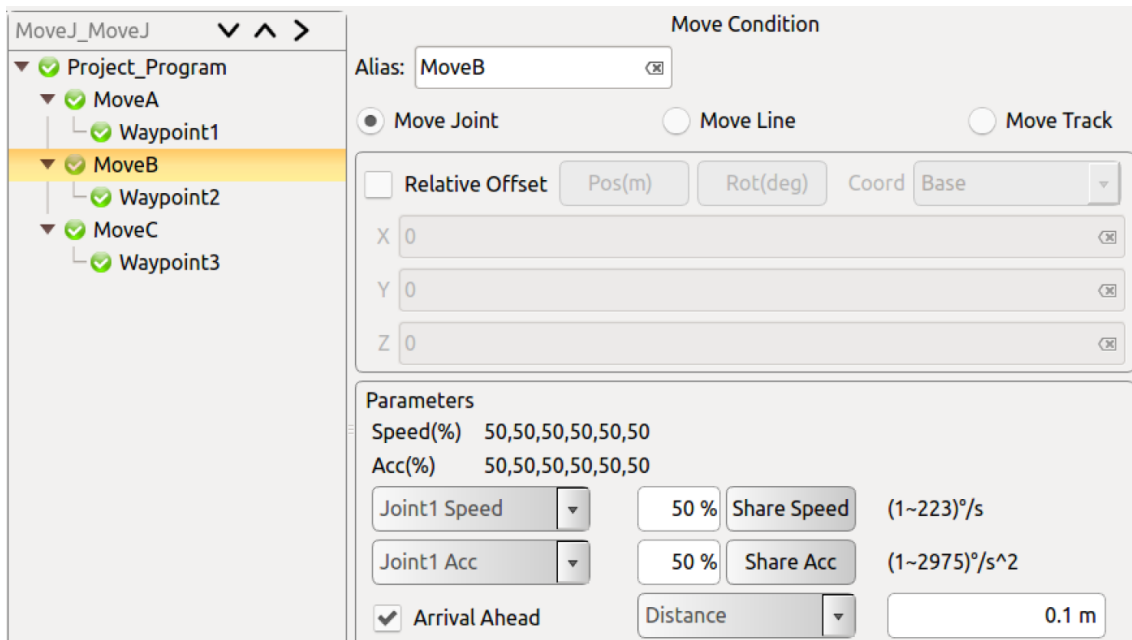 MoveJ_MoveJ
Project_Program
MoveA
Waypoint1
MoveB
Waypoint2
MoveC
Waypoint3
Move Condition
Alias: MoveB
Move Joint Move Line Move Track
Relative Offset Pos(m) Rot(deg) Coord Base
X 0
Y 0
Z 0
Parameters
Speed(%) 50,50,50,50,50,50
Acc(%) 50,50,50,50,50,50
Joint1 Speed 50 % Share Speed (1~223)°/s
Joint1 Acc 50 % Share Acc (1~2975)°/s^2
Arrival Ahead Distance 0.1 m